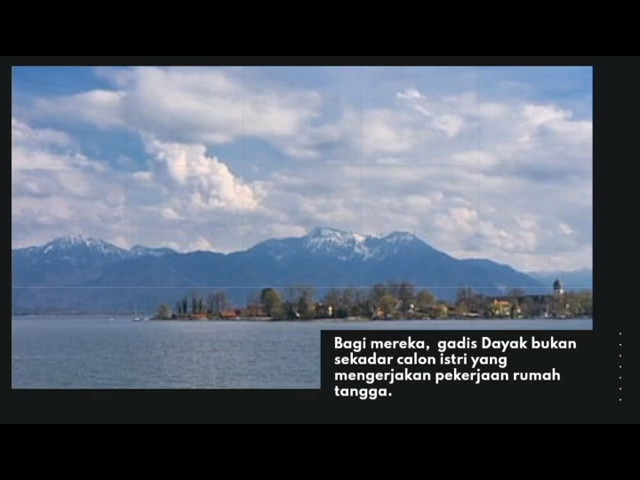 Bagi mereka, gadis Dayak bukan
sekadar calon istri yang
mengerjakan pekerjaan rumah
tangga.